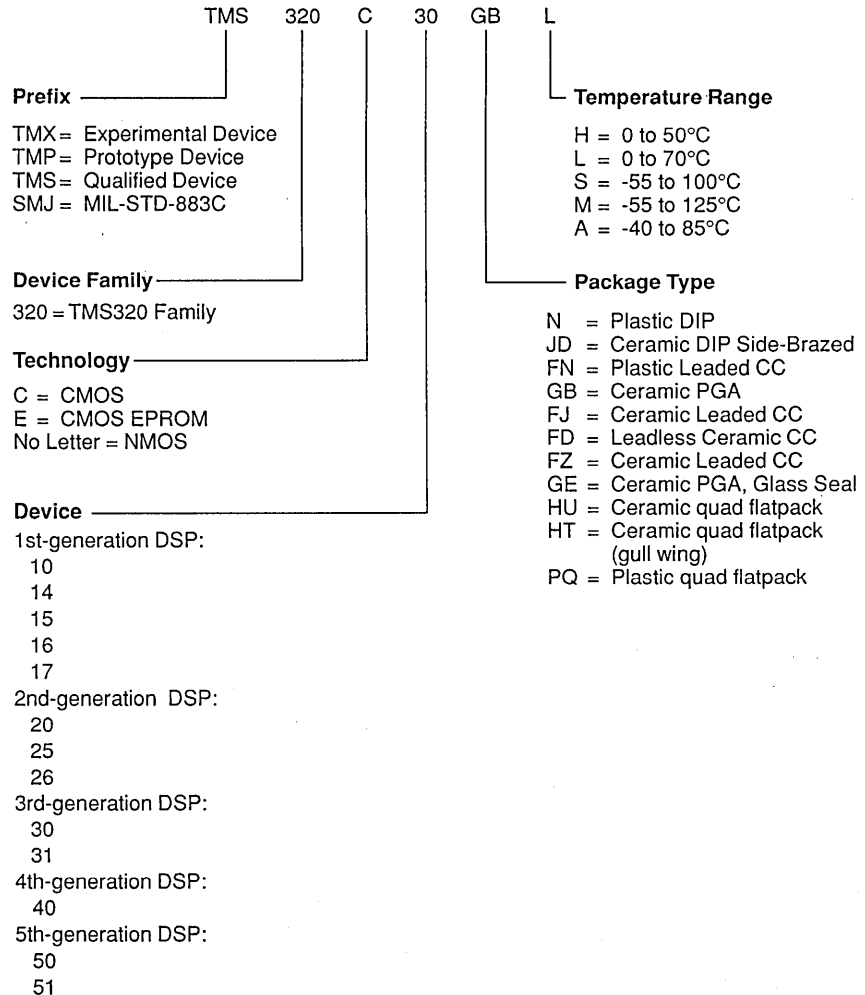 TMS 320 C 30 GB L
Prefix
TMX = Experimental Device
TMP = Prototype Device
TMS = Qualified Device
SMJ = MIL-STD-883C
Device Family
320 = TMS320 Family
Technology
C = CMOS
E = CMOS EPROM
No Letter = NMOS
Device
1st-generation DSP:
10
14
15
16
17
2nd-generation DSP:
20
25
26
3rd-generation DSP:
30
31
4th-generation DSP:
40
5th-generation DSP:
50
51
Temperature Range
H = 0 to 50°C
L = 0 to 70°C
S = -55 to 100°C
M = -55 to 125°C
A = -40 to 85°C
Package Type
N = Plastic DIP
JD = Ceramic DIP Side-Brazed
FN = Plastic Leaded CC
GB = Ceramic PGA
FJ = Ceramic Leaded CC
FD = Leadless Ceramic CC
FZ = Ceramic Leaded CC
GE = Ceramic PGA, Glass Seal
HU = Ceramic quad flatpack
HT = Ceramic quad flatpack
(gull wing)
PQ = Plastic quad flatpack